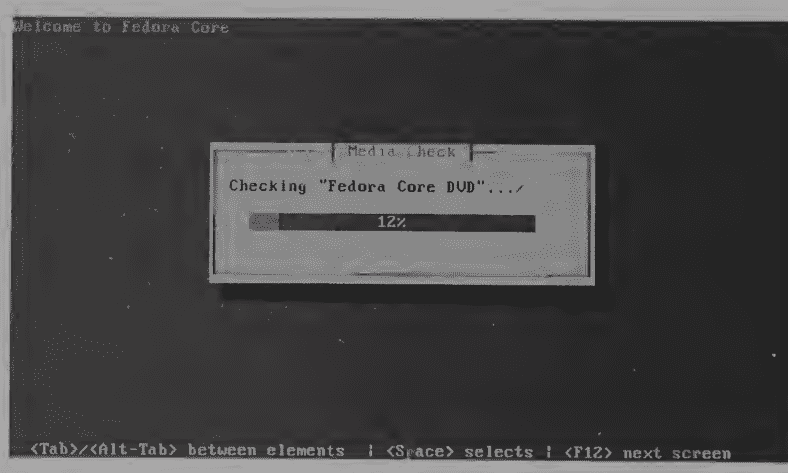 Welcome to Fedora Core
Media Check
Checking "Fedora Core DVD".../
12%
<Tab>/<Alt-Tab> between elements | <Space> selects | <F12> next screen